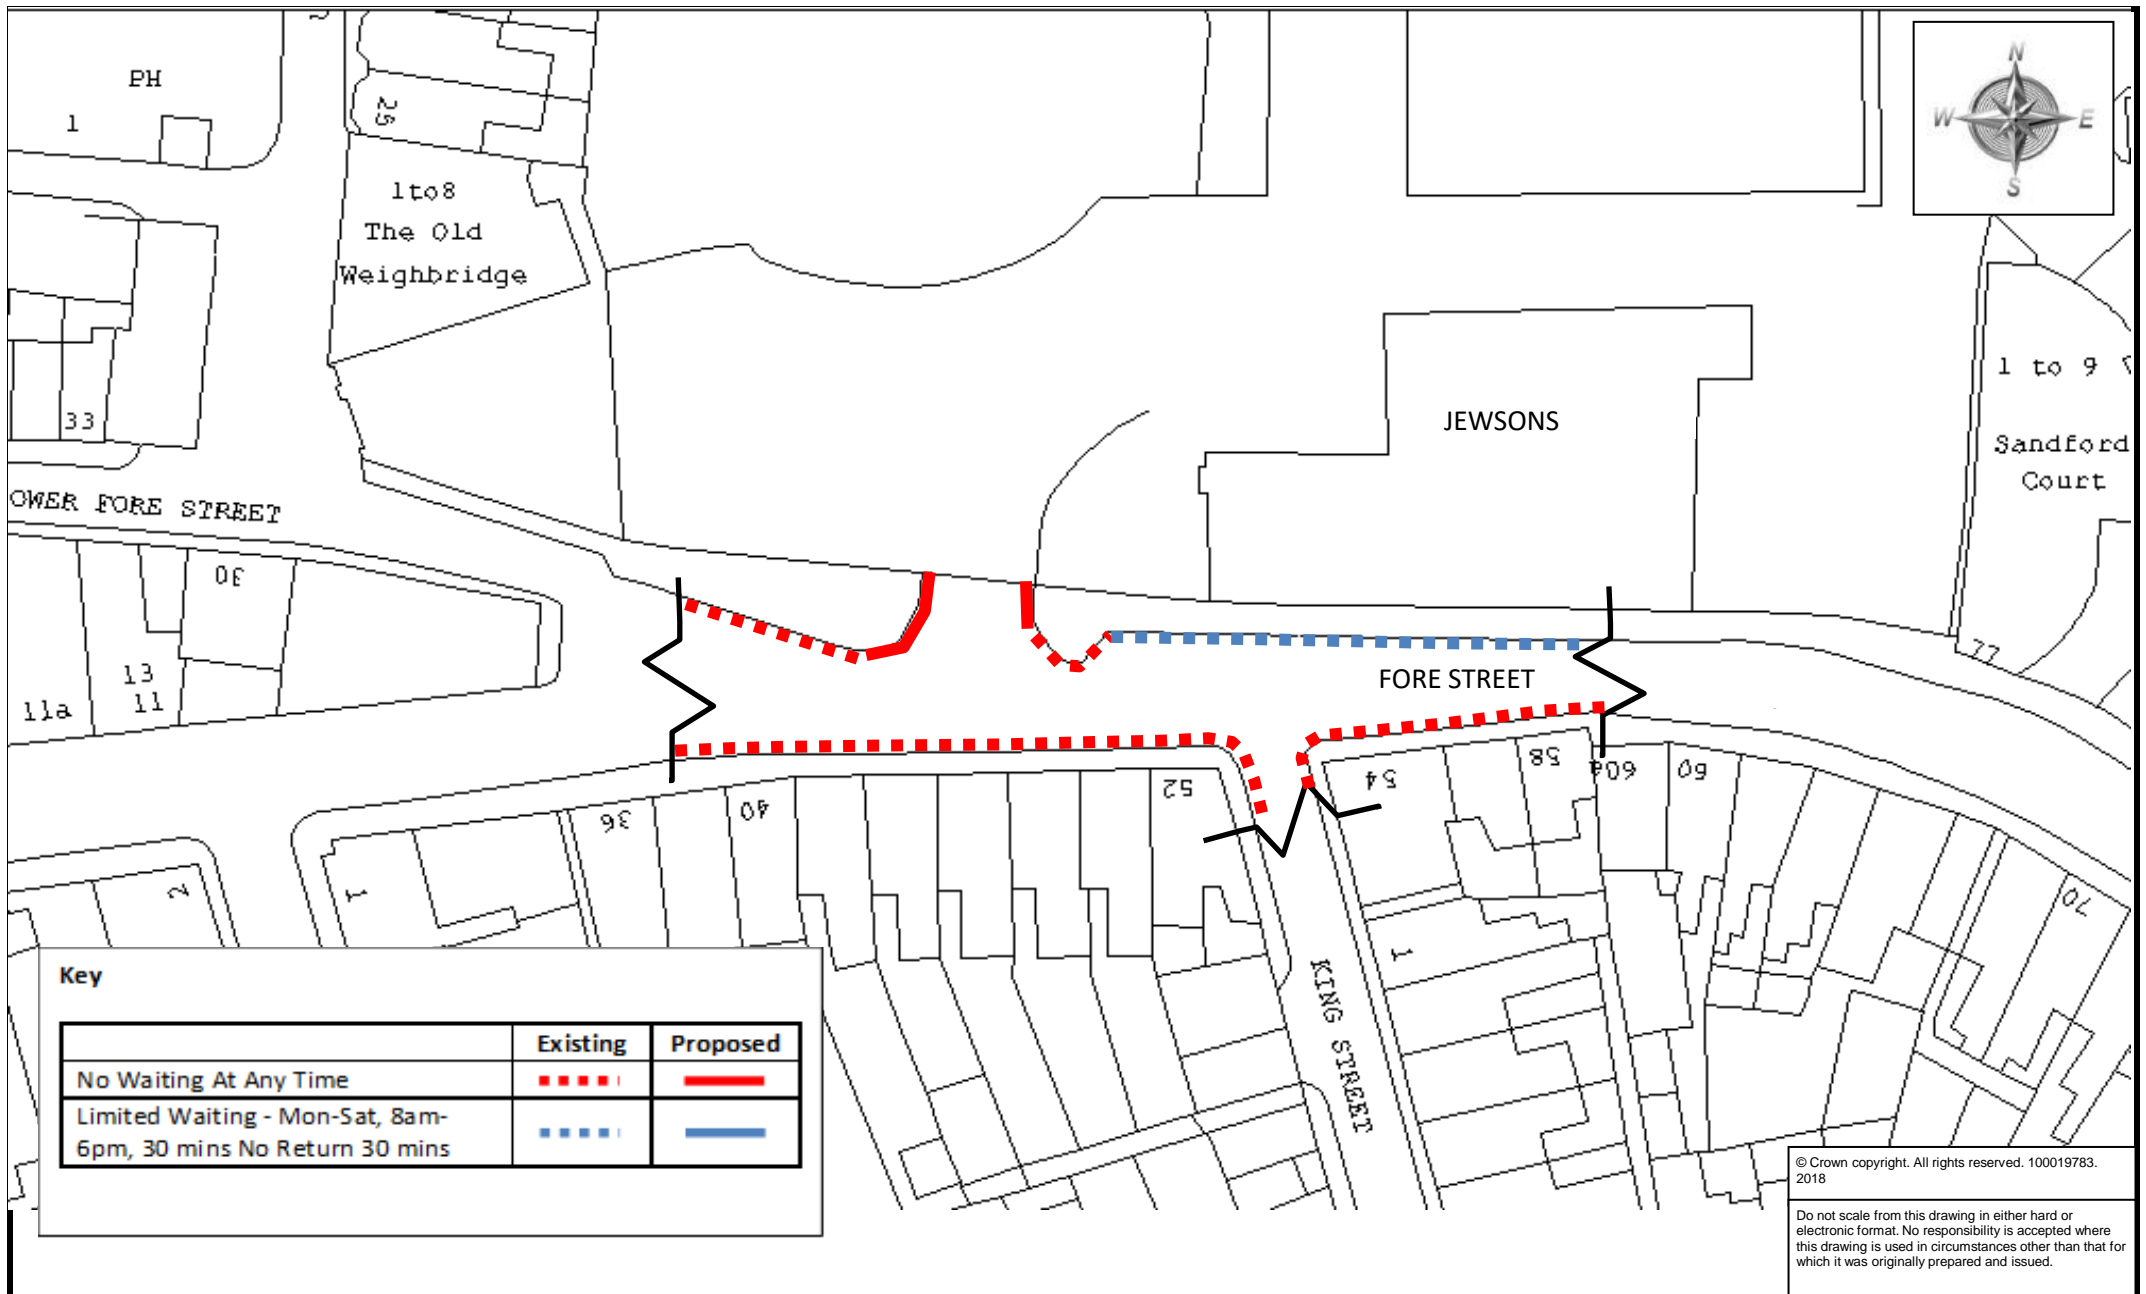 PH
1
25
1to8
The Old
Weighbridge
N
W
E
S
33
JEWSONS
1 to 9
Sandford
Court
OWER FORE STREET
30
13
11
11a
FORE STREET
77
36
40
52
54
58
60a
60
70
2
1
1
KING STREET
Key
Existing Proposed
No Waiting At Any Time
Limited Waiting - Mon-Sat, 8am-
6pm, 30 mins No Return 30 mins
© Crown copyright. All rights reserved. 100019783.
2018
Do not scale from this drawing in either hard or
electronic format. No responsibility is accepted where
this drawing is used in circumstances other than that for
which it was originally prepared and issued.